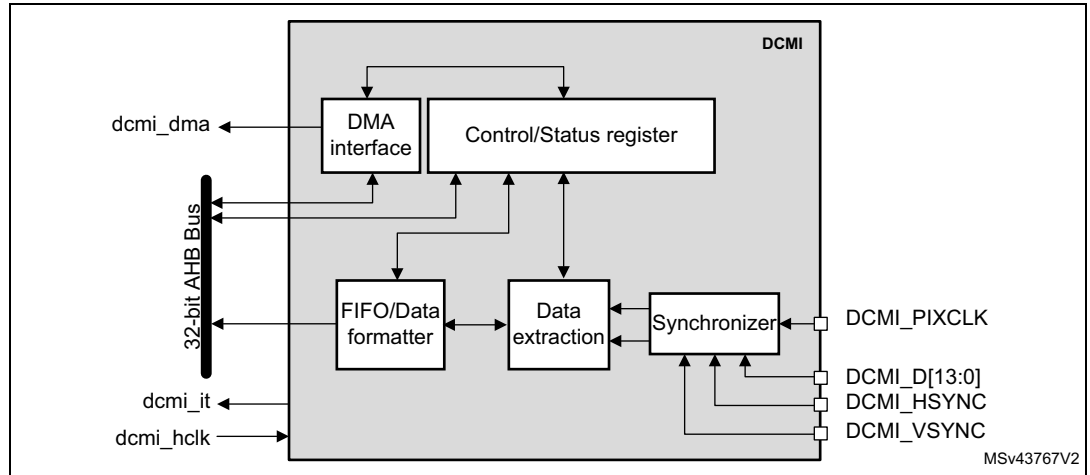 DCMI
dcmi_dma
DMA
interface
Control/Status register
32-bit AHB Bus
FIFO/Data
formatter
Data
extraction
Synchronizer
DCMI_PIXCLK
DCMI_D[13:0]
DCMI_HSYNC
DCMI_VSYNC
dcmi_it
dcmi_hclk
MSv43767V2